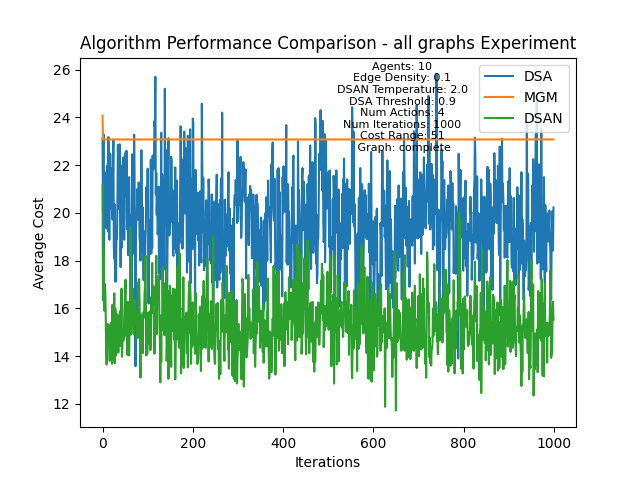 Algorithm Performance Comparison - all graphs Experiment
Agents: 10
Edge Density: 0.1
DSAN Temperature: 2.0
DSA Threshold: 0.9
Num Actions: 4
Num Iterations: 1000
Cost Range: 51
Graph: complete
DSA
MGM
DSAN
Average Cost
26
24
22
20
18
16
14
12
0
200
400
600
800
1000
Iterations